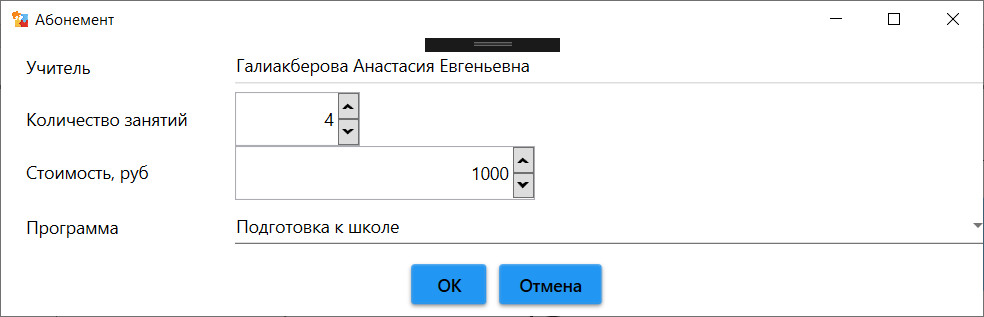 Абонемент
Учитель Галиакберова Анастасия Евгеньевна
Количество занятий 4
Стоимость, руб 1000
Программа Подготовка к школе
ОК Отмена